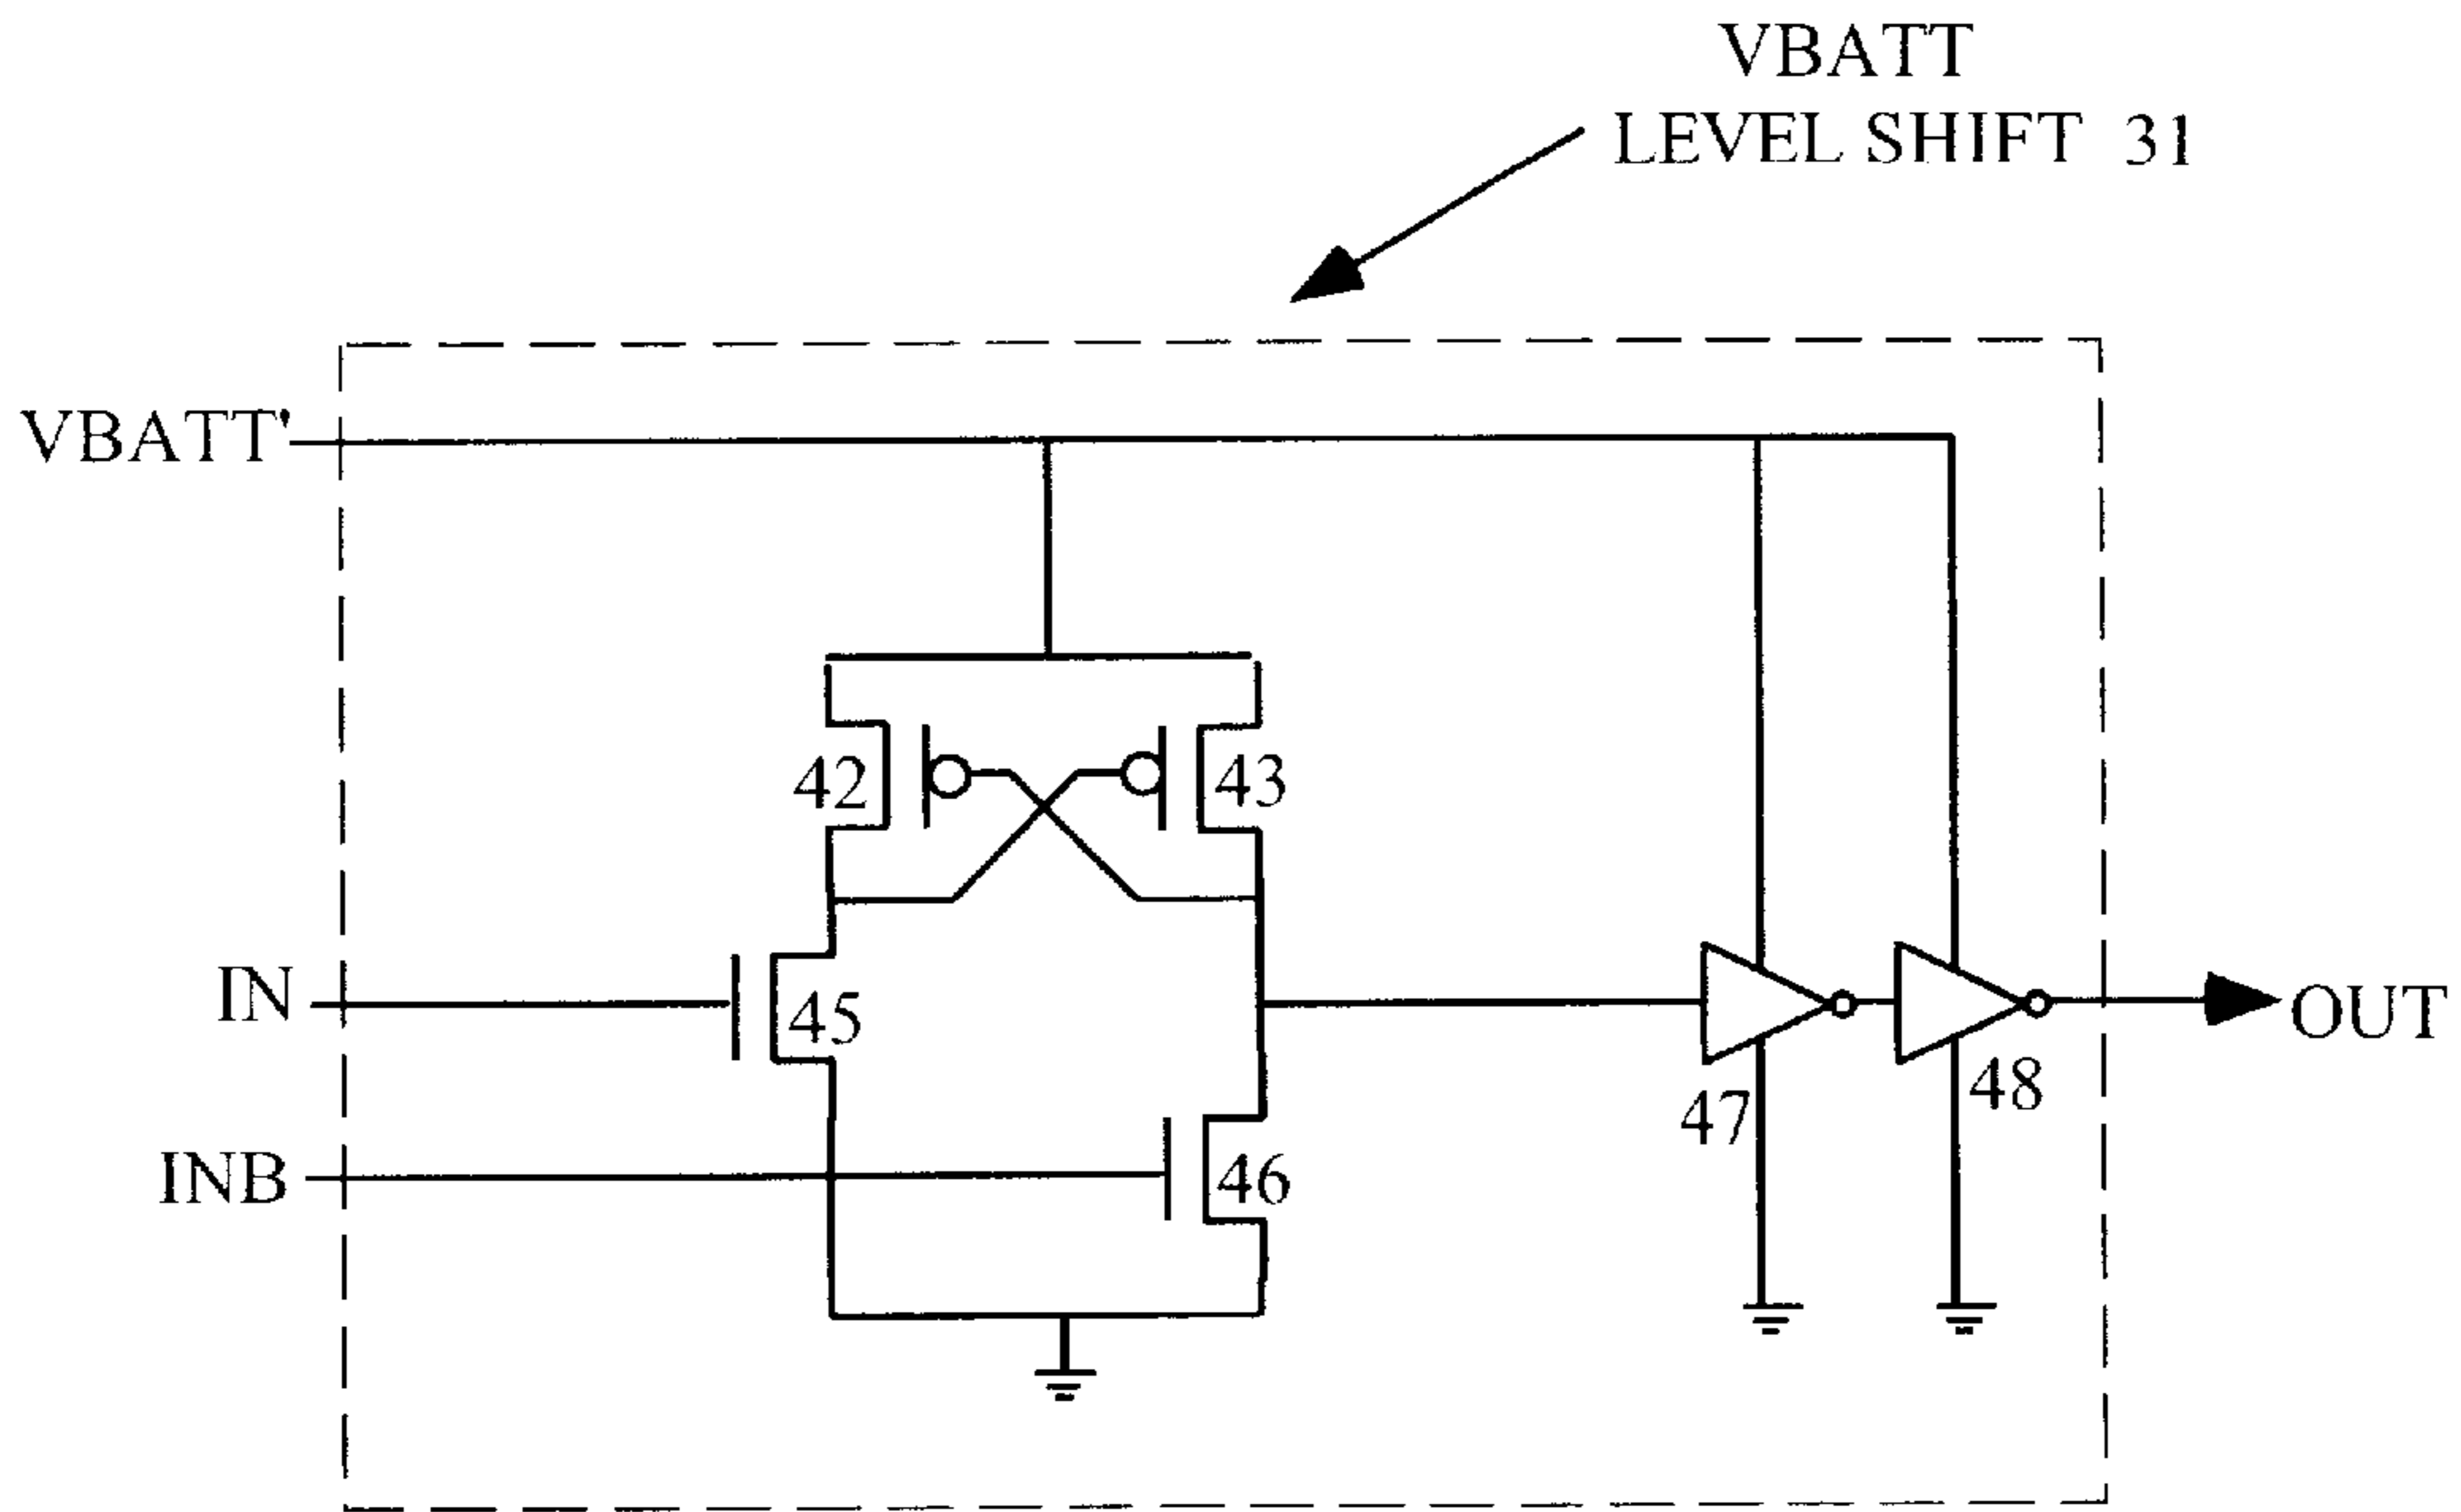 VBATT
LEVEL SHIFT 31
VBATT'
42
43
IN
45
OUT
47
48
INB
46